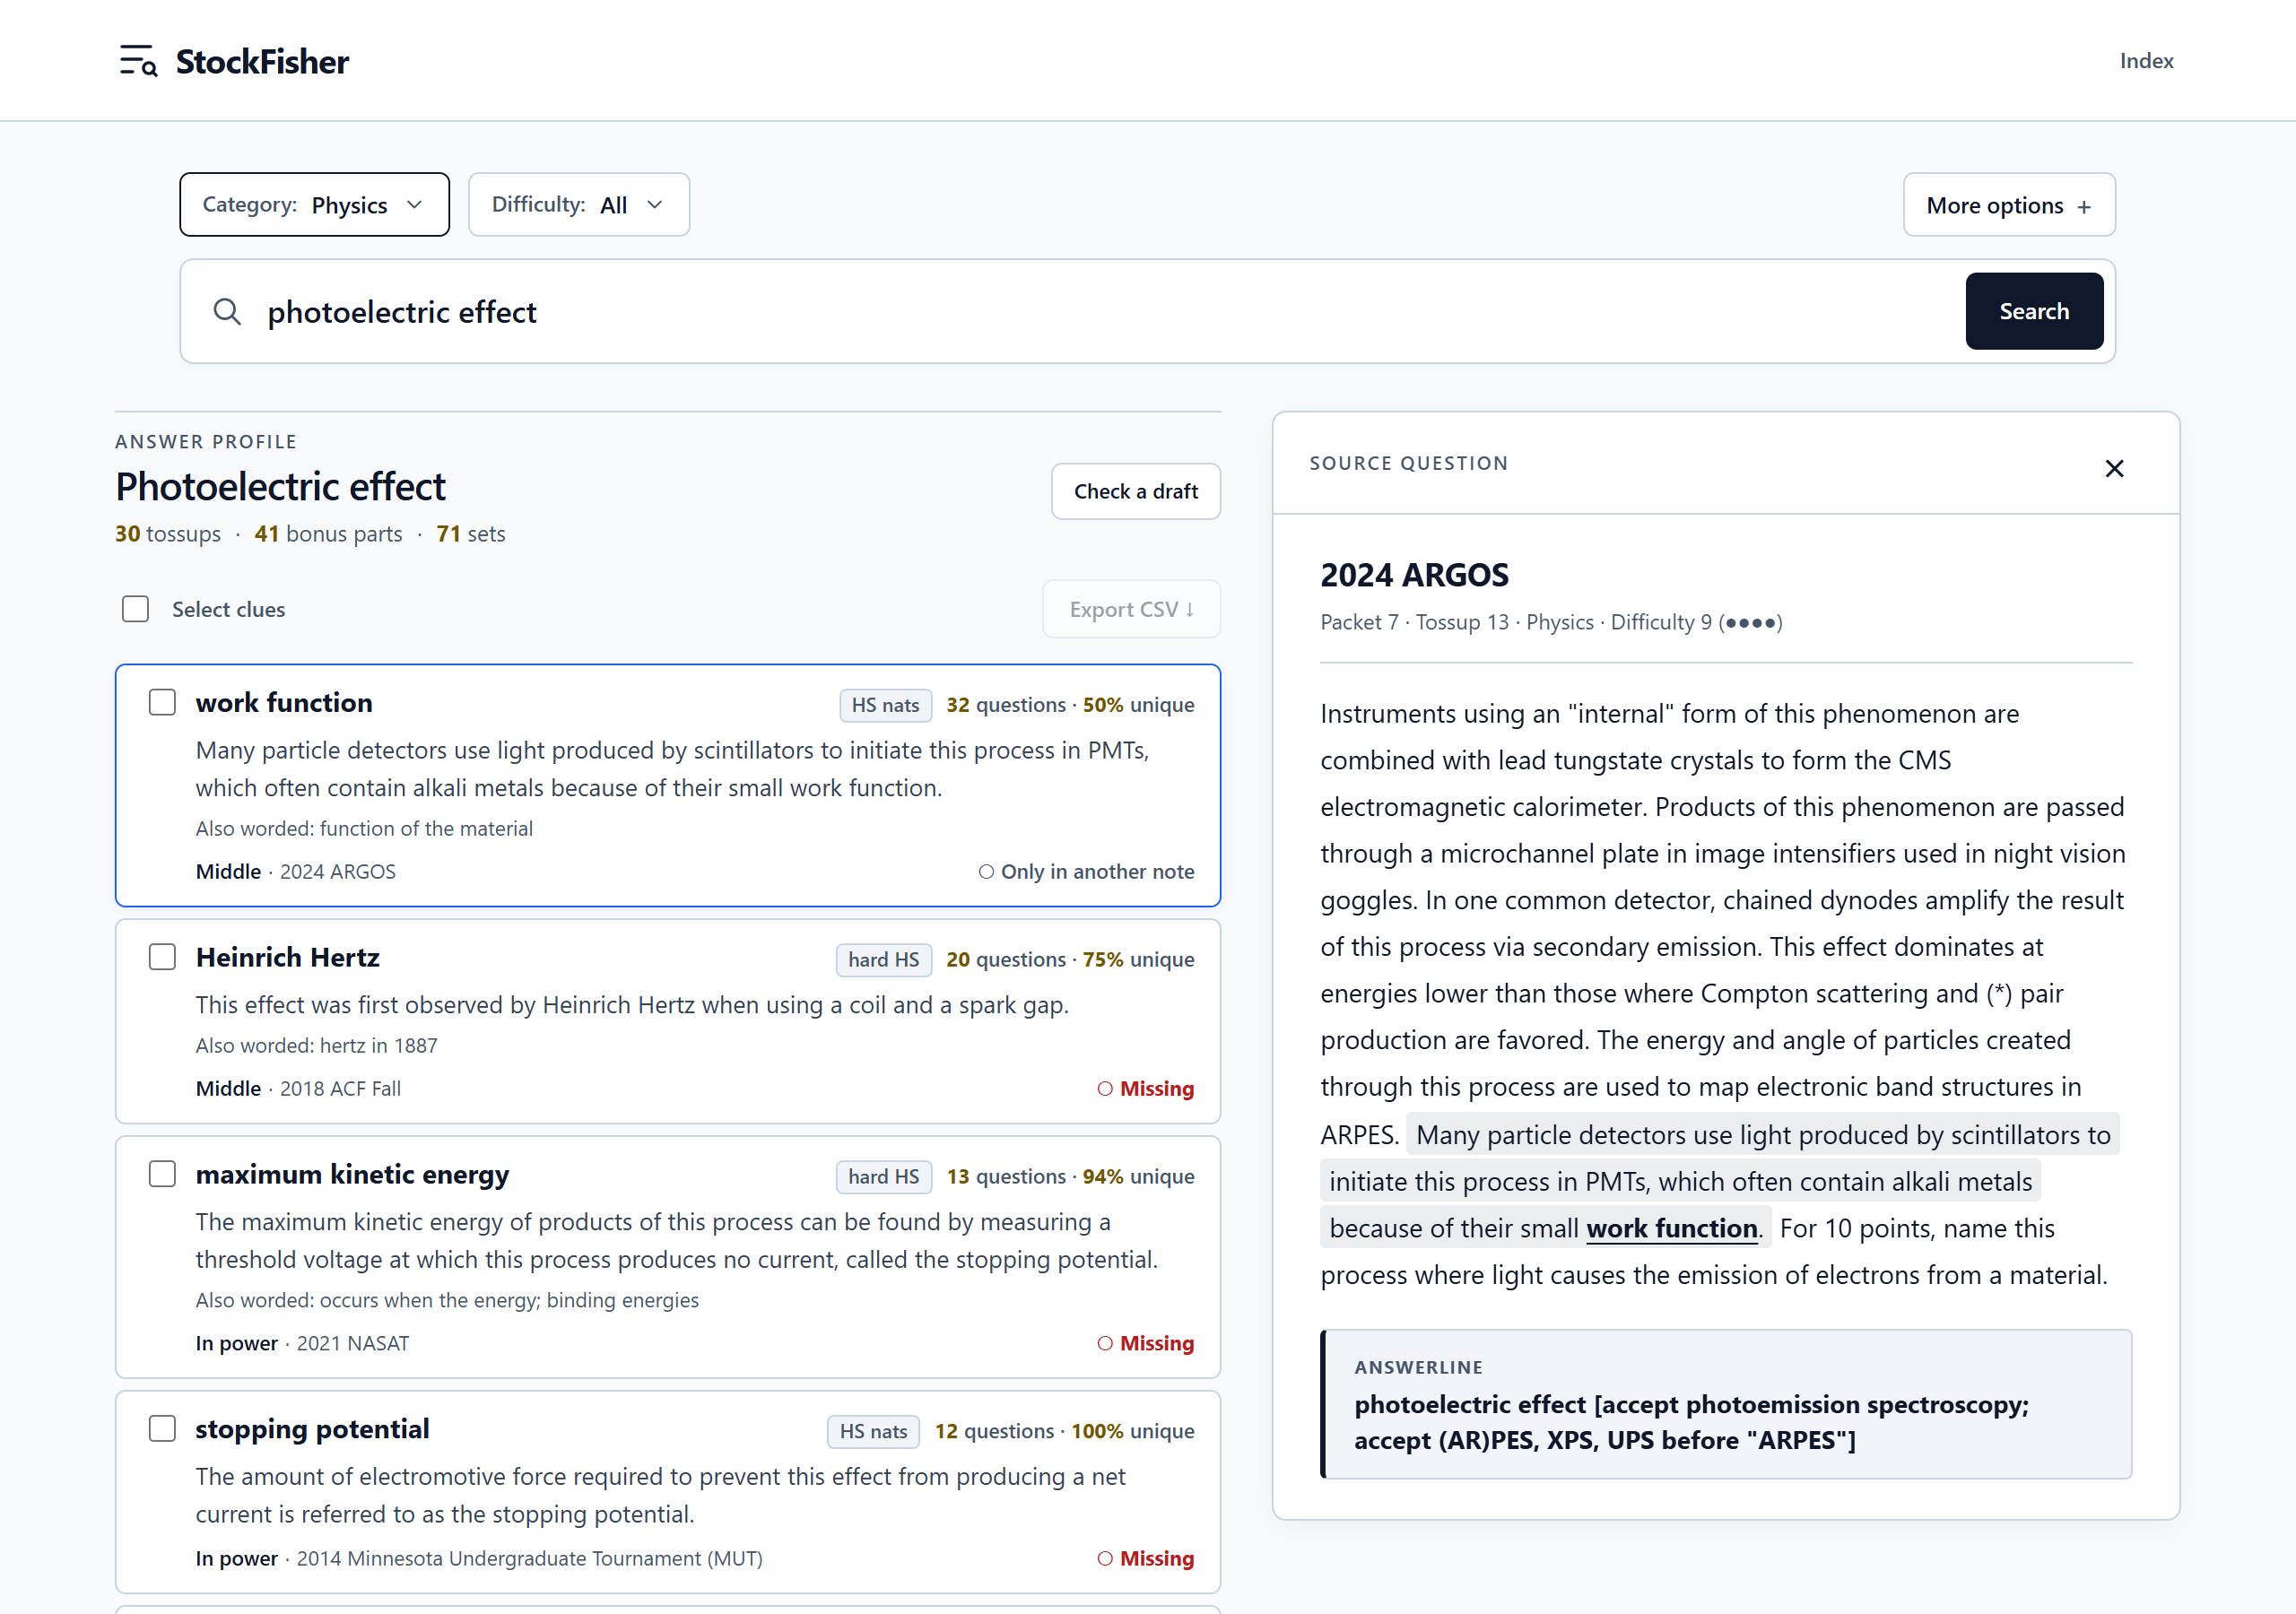 StockFisher
Index
Category: Physics
Difficulty: All
More options +
photoelectric effect
Search
ANSWER PROFILE
Photoelectric effect
30 tossups · 41 bonus parts · 71 sets
Check a draft
Select clues
Export CSV ↓
work function
HS nats
32 questions · 50% unique
Many particle detectors use light produced by scintillators to initiate this process in PMTs,
which often contain alkali metals because of their small work function.
Also worded: function of the material
Middle · 2024 ARGOS
○ Only in another note
Heinrich Hertz
hard HS
20 questions · 75% unique
This effect was first observed by Heinrich Hertz when using a coil and a spark gap.
Also worded: hertz in 1887
Middle · 2018 ACF Fall
○ Missing
maximum kinetic energy
hard HS
13 questions · 94% unique
The maximum kinetic energy of products of this process can be found by measuring a
threshold voltage at which this process produces no current, called the stopping potential.
Also worded: occurs when the energy; binding energies
In power · 2021 NASAT
○ Missing
stopping potential
HS nats
12 questions · 100% unique
The amount of electromotive force required to prevent this effect from producing a net
current is referred to as the stopping potential.
In power · 2014 Minnesota Undergraduate Tournament (MUT)
○ Missing
SOURCE QUESTION
2024 ARGOS
Packet 7 · Tossup 13 · Physics · Difficulty 9 (●●●●)
Instruments using an "internal" form of this phenomenon are
combined with lead tungstate crystals to form the CMS
electromagnetic calorimeter. Products of this phenomenon are passed
through a microchannel plate in image intensifiers used in night vision
goggles. In one common detector, chained dynodes amplify the result
of this process via secondary emission. This effect dominates at
energies lower than those where Compton scattering and (*) pair
production are favored. The energy and angle of particles created
through this process are used to map electronic band structures in
ARPES. Many particle detectors use light produced by scintillators to
initiate this process in PMTs, which often contain alkali metals
because of their small work function. For 10 points, name this
process where light causes the emission of electrons from a material.
ANSWERLINE
photoelectric effect [accept photoemission spectroscopy;
accept (AR)PES, XPS, UPS before "ARPES"]